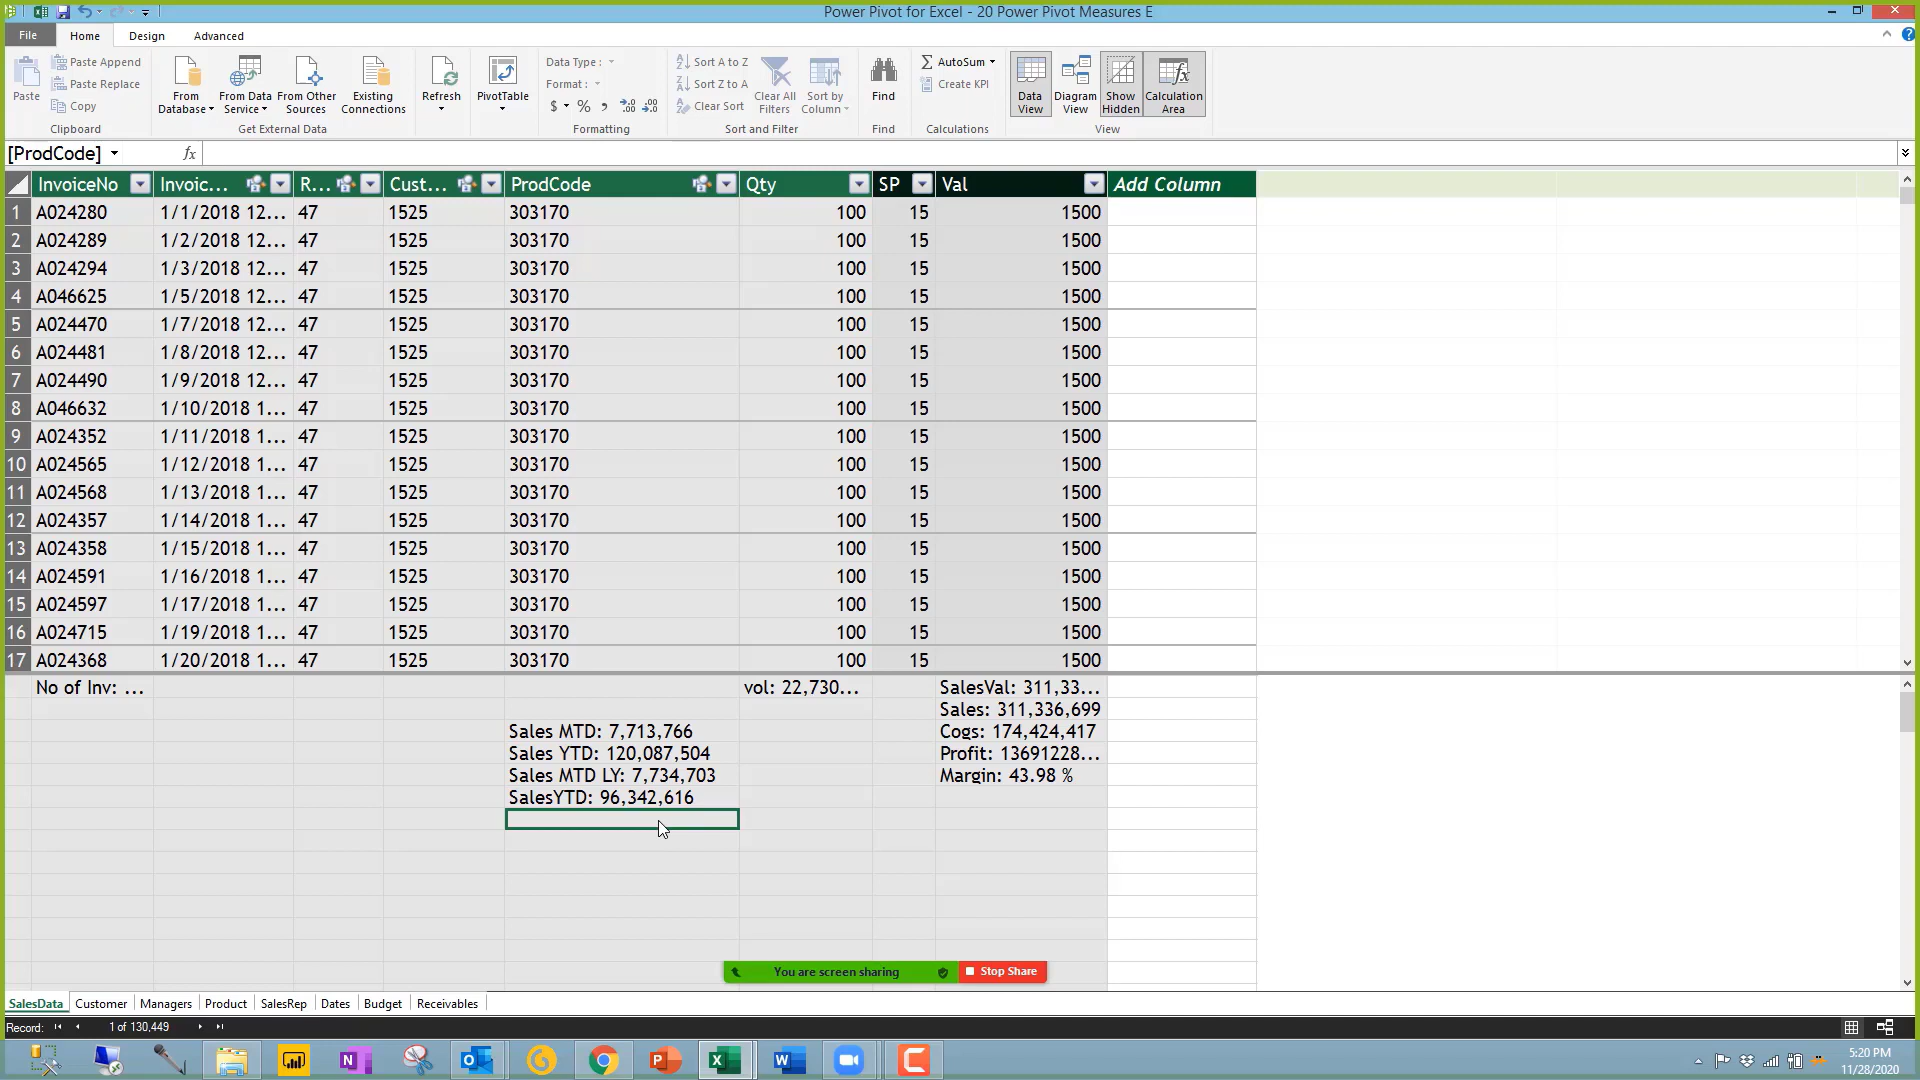 Power Pivot for Excel - 20 Power Pivot Measures E
File Home Design Advanced
Paste
Paste Append
Paste Replace
Copy
Clipboard
From Database
From Data Service
From Other Sources
Existing Connections
Get External Data
Refresh
PivotTable
Data Type :
Format :
$ % ,
Formatting
Sort A to Z
Sort Z to A
Clear Sort
Clear All Filters
Sort by Column
Sort and Filter
Find
Find
AutoSum
Create KPI
Calculations
Data View
Diagram View
Show Hidden
Calculation Area
View
[ProdCode] fx
InvoiceNo Invoic... R... Cust... ProdCode Qty SP Val Add Column
1 A024280 1/1/2018 12... 47 1525 303170 100 15 1500
2 A024289 1/2/2018 12... 47 1525 303170 100 15 1500
3 A024294 1/3/2018 12... 47 1525 303170 100 15 1500
4 A046625 1/5/2018 12... 47 1525 303170 100 15 1500
5 A024470 1/7/2018 12... 47 1525 303170 100 15 1500
6 A024481 1/8/2018 12... 47 1525 303170 100 15 1500
7 A024490 1/9/2018 12... 47 1525 303170 100 15 1500
8 A046632 1/10/2018 1... 47 1525 303170 100 15 1500
9 A024352 1/11/2018 1... 47 1525 303170 100 15 1500
10 A024565 1/12/2018 1... 47 1525 303170 100 15 1500
11 A024568 1/13/2018 1... 47 1525 303170 100 15 1500
12 A024357 1/14/2018 1... 47 1525 303170 100 15 1500
13 A024358 1/15/2018 1... 47 1525 303170 100 15 1500
14 A024591 1/16/2018 1... 47 1525 303170 100 15 1500
15 A024597 1/17/2018 1... 47 1525 303170 100 15 1500
16 A024715 1/19/2018 1... 47 1525 303170 100 15 1500
17 A024368 1/20/2018 1... 47 1525 303170 100 15 1500
No of Inv: ... vol: 22,730... SalesVal: 311,33...
Sales: 311,336,699
Sales MTD: 7,713,766 Cogs: 174,424,417
Sales YTD: 120,087,504 Profit: 13691228...
Sales MTD LY: 7,734,703 Margin: 43.98 %
SalesYTD: 96,342,616
You are screen sharing Stop Share
SalesData Customer Managers Product SalesRep Dates Budget Receivables
Record: 1 of 130,449
5:20 PM
11/28/2020